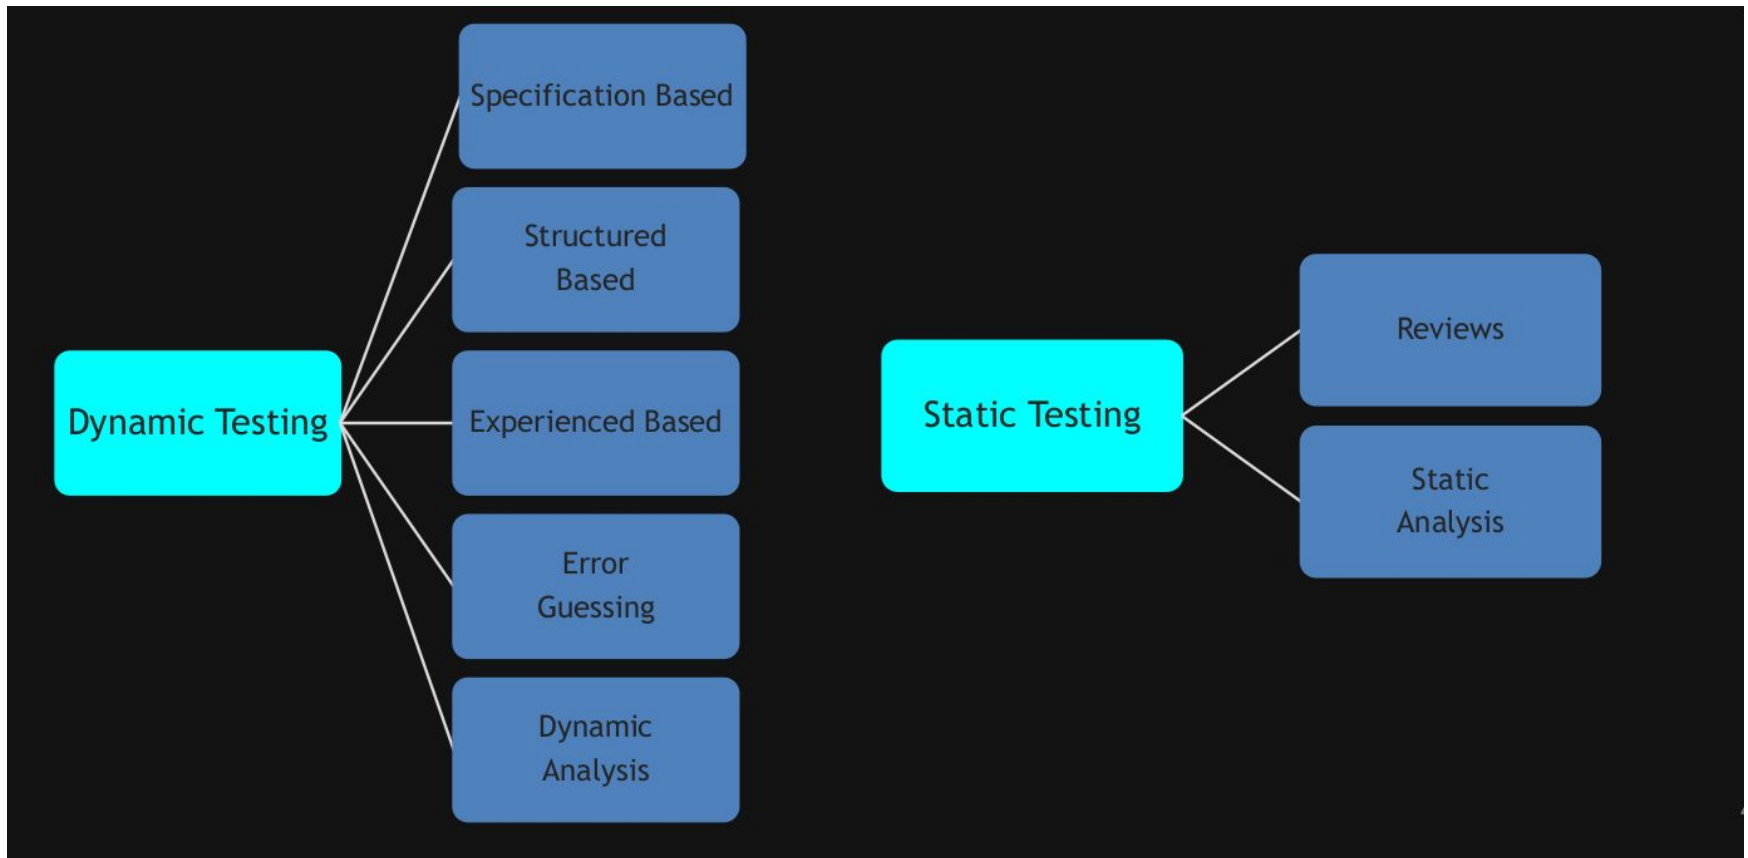 Specification Based
Structured
Based
Dynamic Testing
Experienced Based
Error
Guessing
Dynamic
Analysis
Static Testing
Reviews
Static
Analysis